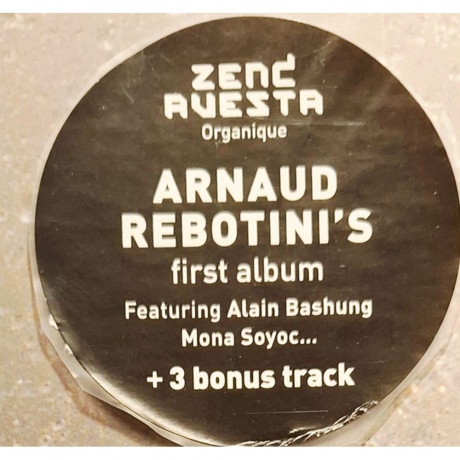 ZEND
AVESTA
Organique
ARNAUD
REBOTINI'S
first album
Featuring Alain Bashung
Mona Soyoc...
+ 3 bonus track